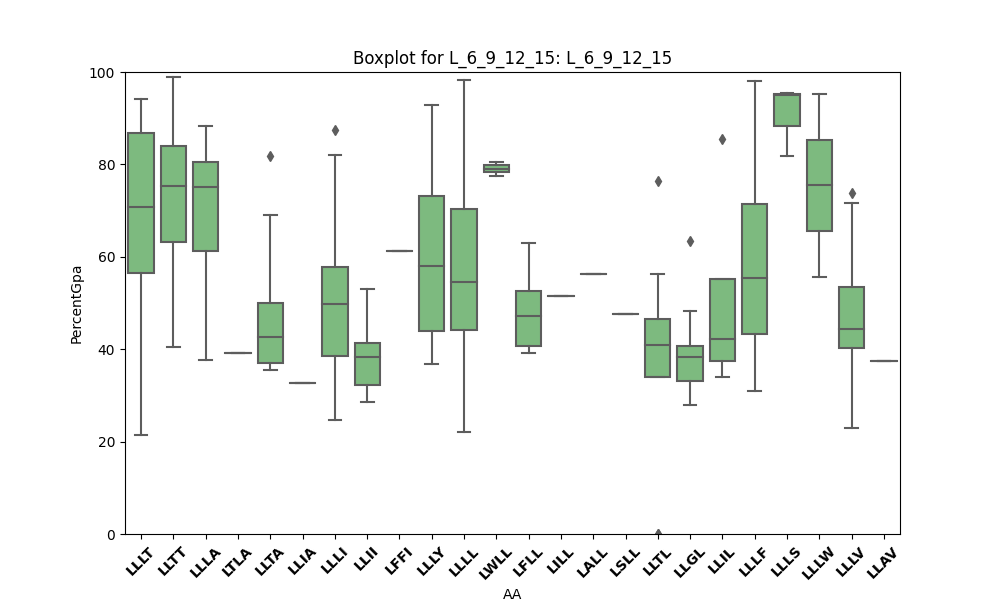 Boxplot for L_6_9_12_15: L_6_9_12_15
100
80
60
40
20
0
PercentGpa
LLLT LLTT LLLA LTLA LLTA LLIA LLLI LLII LFFI LLLY LLLL LWLL LFLL LILL LALL LSLL LLTL LLGL LLIL LLLF LLLS LLLW LLLV LLAV
AA